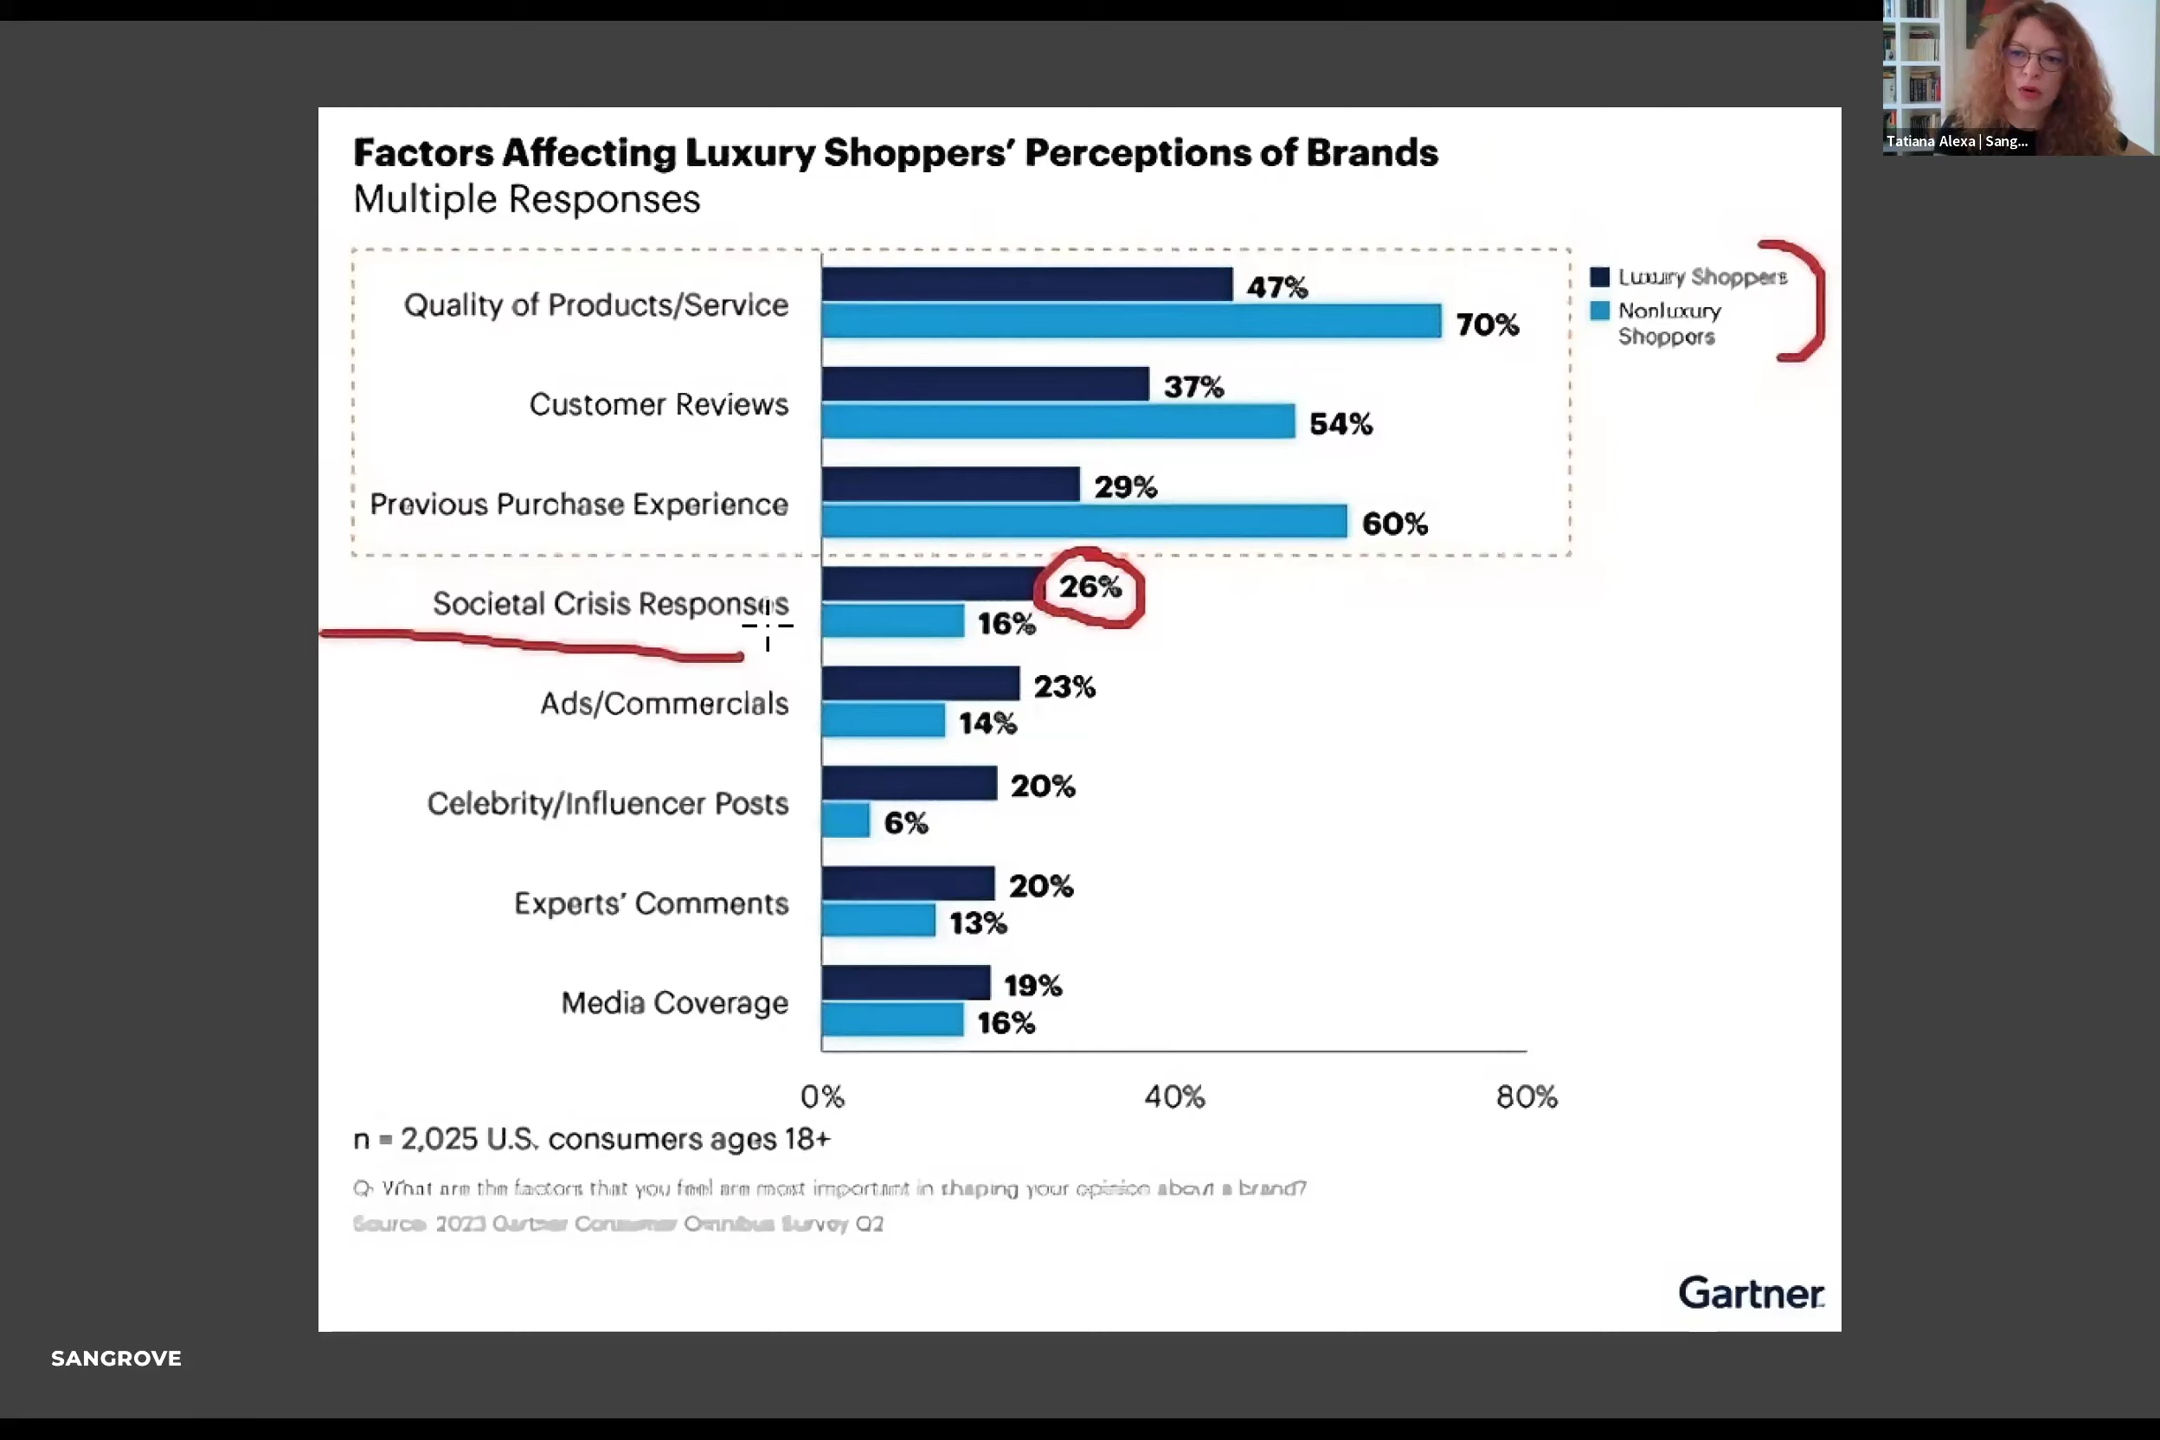 Tatiana Alexa | Sang...
Factors Affecting Luxury Shoppers' Perceptions of Brands
Multiple Responses
Luxury Shoppers
Nonluxury
Shoppers
Quality of Products/Service
47%
70%
Customer Reviews
37%
54%
Previous Purchase Experience
29%
60%
Societal Crisis Responses
26%
16%
Ads/Commercials
23%
14%
Celebrity/Influencer Posts
20%
6%
Experts' Comments
20%
13%
Media Coverage
19%
16%
0% 40% 80%
n = 2,025 U.S. consumers ages 18+
Q: What are the factors that you feel are most important in shaping your opinion about a brand?
Source: 2023 Gartner Consumer Omnibus Survey Q2
Gartner
SANGROVE